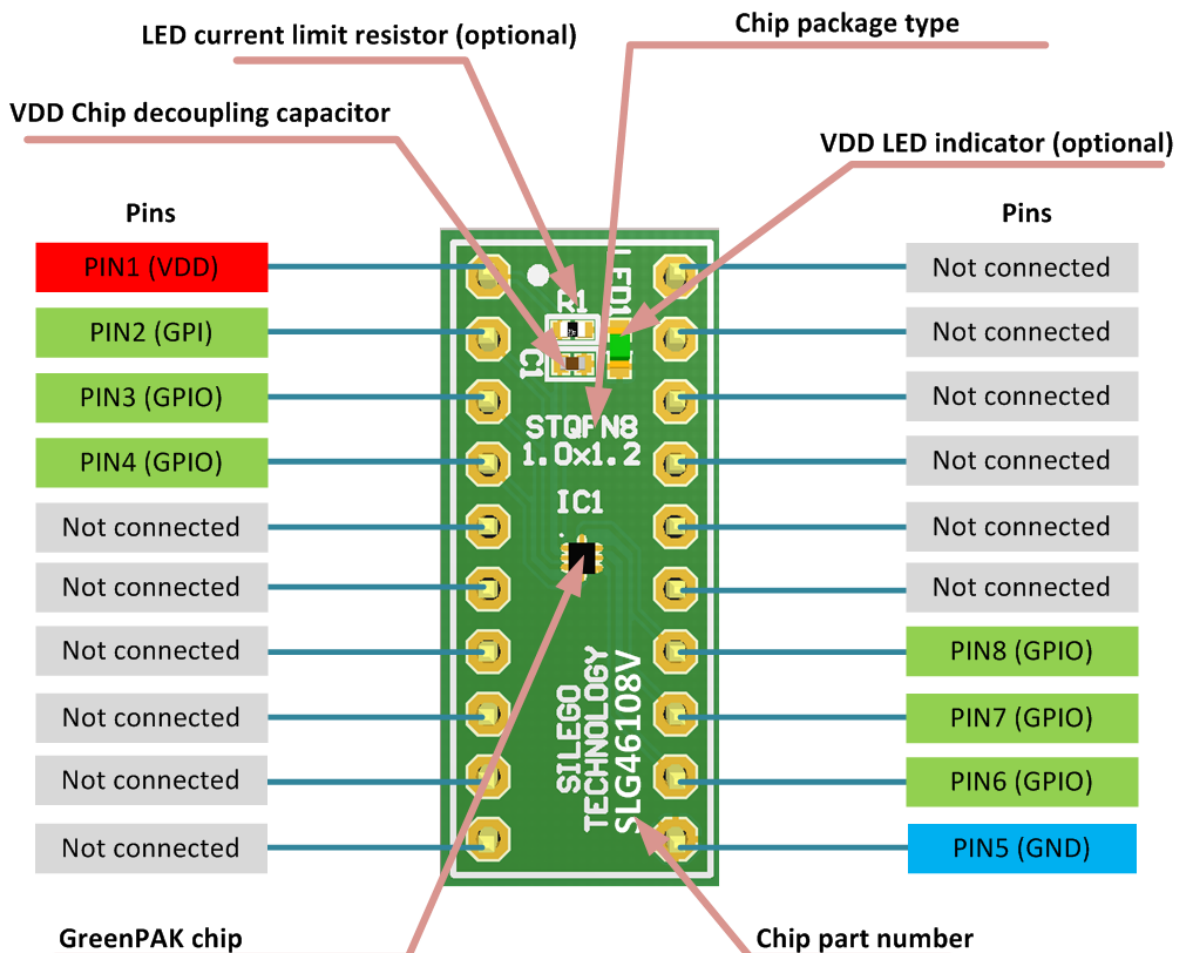 LED current limit resistor (optional)
Chip package type
VDD Chip decoupling capacitor
VDD LED indicator (optional)
Pins
Pins
PIN1 (VDD)
Not connected
PIN2 (GPI)
Not connected
PIN3 (GPIO)
Not connected
PIN4 (GPIO)
Not connected
Not connected
Not connected
Not connected
Not connected
Not connected
PIN8 (GPIO)
Not connected
PIN7 (GPIO)
Not connected
PIN6 (GPIO)
Not connected
PIN5 (GND)
LED1
R1
C1
STQFN8
1.0x1.2
IC1
SILEGO
TECHNOLOGY
SLG46108V
GreenPAK chip
Chip part number